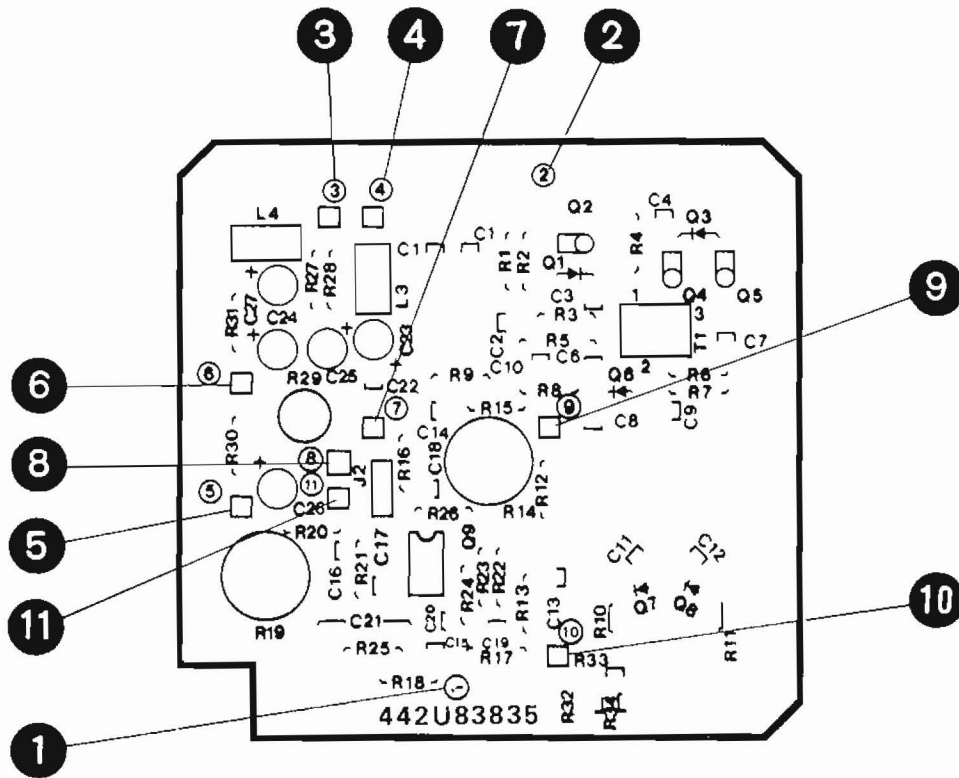 3 4 7 2
2
3 4
L4
Q2
C4
Q3
C1 C1
R27
R28
R1
R2
R4
Q1
L3
C27
C24
R31
C3
1
Q4
3
Q5
9
R3
C23
C25
C2
R5
T1
C7
C10
C6
2
6
6
R29
C22
R9
R8
Q6
R6
R7
7
R15
9
C14
C8
C9
R30
8
8
J2
R16
C18
R12
5
11
C26
R26
R14
5
R20
C17
Q9
C11
C12
C16
R21
R24
R23
R22
R13
C13
Q7
Q8
11
R19
C21
C20
R10
R11
10
10
R25
C15
C19
R17
R33
R18
1
R32
R34
442U83835
1